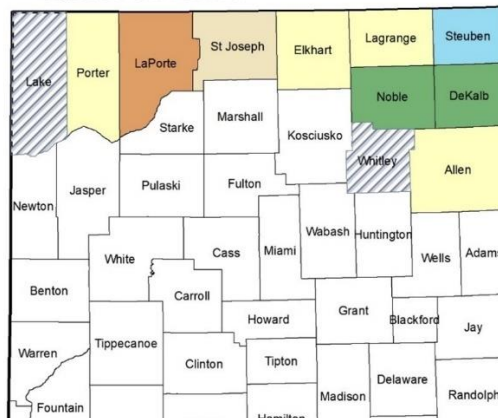 Lake
Porter
LaPorte
St Joseph
Elkhart
Lagrange
Steuben
Noble
DeKalb
Starke
Marshall
Kosciusko
Whitley
Allen
Newton
Jasper
Pulaski
Fulton
Wabash
Huntington
White
Cass
Miami
Wells
Adams
Benton
Carroll
Grant
Blackford
Jay
Howard
Warren
Tippecanoe
Clinton
Tipton
Madison
Delaware
Randolph
Fountain